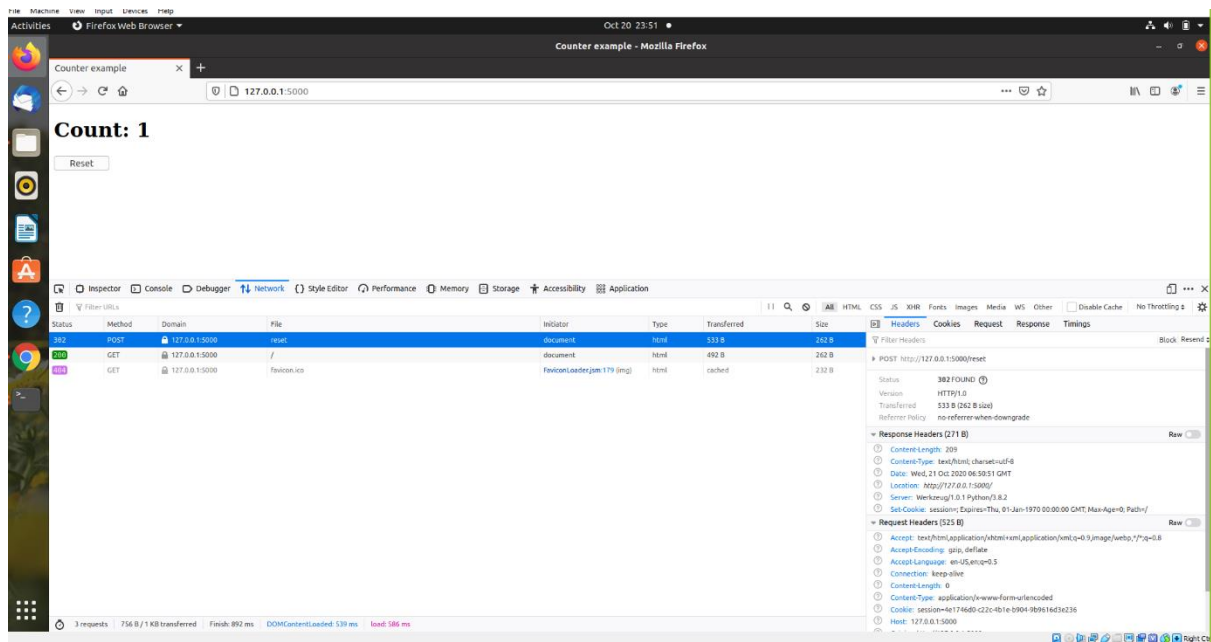 File Machine View Input Devices Help
Activities Firefox Web Browser Oct 20 23:51
Counter example - Mozilla Firefox
Counter example
127.0.0.1:5000
Count: 1
Reset
Inspector Console Debugger Network Style Editor Performance Memory Storage Accessibility Application
Filter URLs All HTML CSS JS XHR Fonts Images Media WS Other Disable Cache No Throttling
Status Method Domain File Initiator Type Transferred Size
302 POST 127.0.0.1:5000 reset document html 533 B 262 B
200 GET 127.0.0.1:5000 / document html 492 B 262 B
404 GET 127.0.0.1:5000 favicon.ico FaviconLoader.jsm:179 (img) html cached 232 B
Headers Cookies Request Response Timings
Filter Headers Block Resend
POST http://127.0.0.1:5000/reset
Status 302 FOUND
Version HTTP/1.0
Transferred 533 B (262 B size)
Referrer Policy no-referrer-when-downgrade
Response Headers (271 B) Raw
Content-Length: 209
Content-Type: text/html; charset=utf-8
Date: Wed, 21 Oct 2020 06:50:51 GMT
Location: http://127.0.0.1:5000/
Server: Werkzeug/1.0.1 Python/3.8.2
Set-Cookie: session=; Expires=Thu, 01-Jan-1970 00:00:00 GMT; Max-Age=0; Path=/
Request Headers (525 B) Raw
Accept: text/html,application/xhtml+xml,application/xml;q=0.9,image/webp,*/*;q=0.8
Accept-Encoding: gzip, deflate
Accept-Language: en-US,en;q=0.5
Connection: keep-alive
Content-Length: 0
Content-Type: application/x-www-form-urlencoded
Cookie: session=4e1746d0-c22c-4b1e-b904-9b9616d3e236
Host: 127.0.0.1:5000
3 requests 756 B / 1 KB transferred Finish: 892 ms DOMContentLoaded: 539 ms load: 586 ms
Right Ct